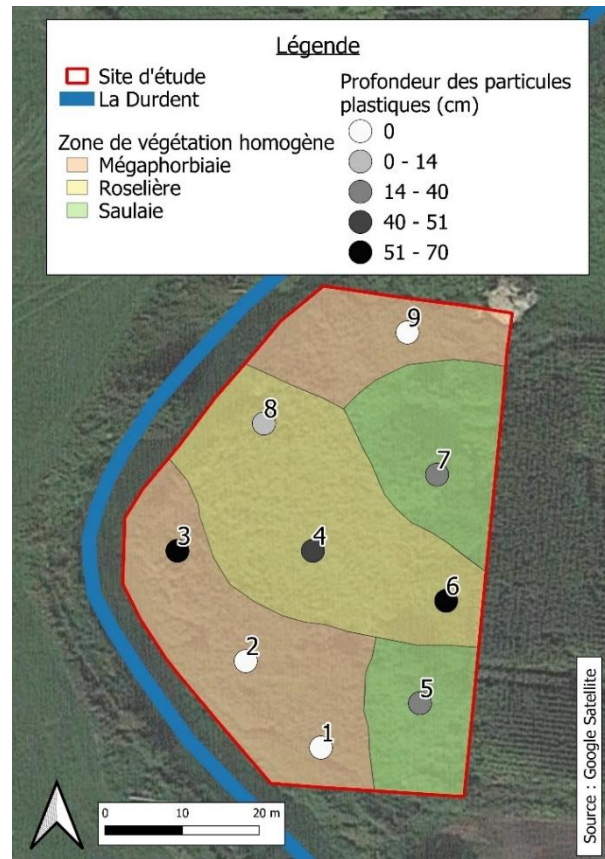 Légende
Site d'étude
La Durdent
Zone de végétation homogène
Mégaphorbiaie
Roselière
Saulaie
Profondeur des particules
plastiques (cm)
0
0 - 14
14 - 40
40 - 51
51 - 70
9
8
7
3
4
6
2
5
1
0 10 20 m
Source : Google Satellite